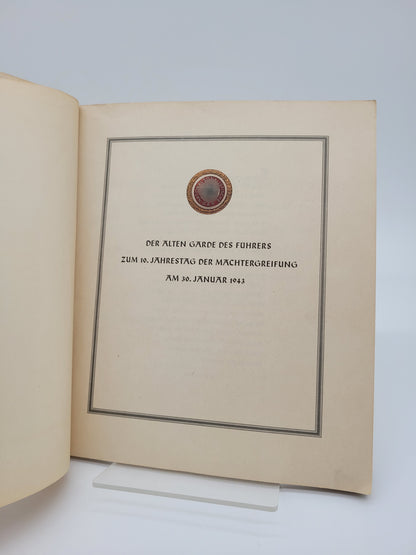 DER ALTEN GARDE DES FÜHRERS
ZUM 10. JAHRESTAG DER MACHTERGREIFUNG
AM 30. JANUAR 1943